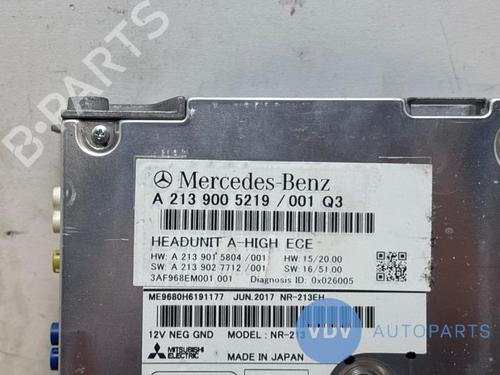 B-PARTS
Mercedes-Benz
A 213 900 5219 / 001 Q3
HEADUNIT A-HIGH ECE
HW: A 213 901 5804 /001 HW: 15/20.00
SW: A 213 902 7712 /001 SW: 16/51.00
3AF968EM001 001 Diagnosis ID: 0x026005
ME9680H6191177 JUN.2017 NR-213EH
12V NEG GND MODEL: NR-213
MITSUBISHI
ELECTRIC
MADE IN JAPAN
VDV AUTOPARTS